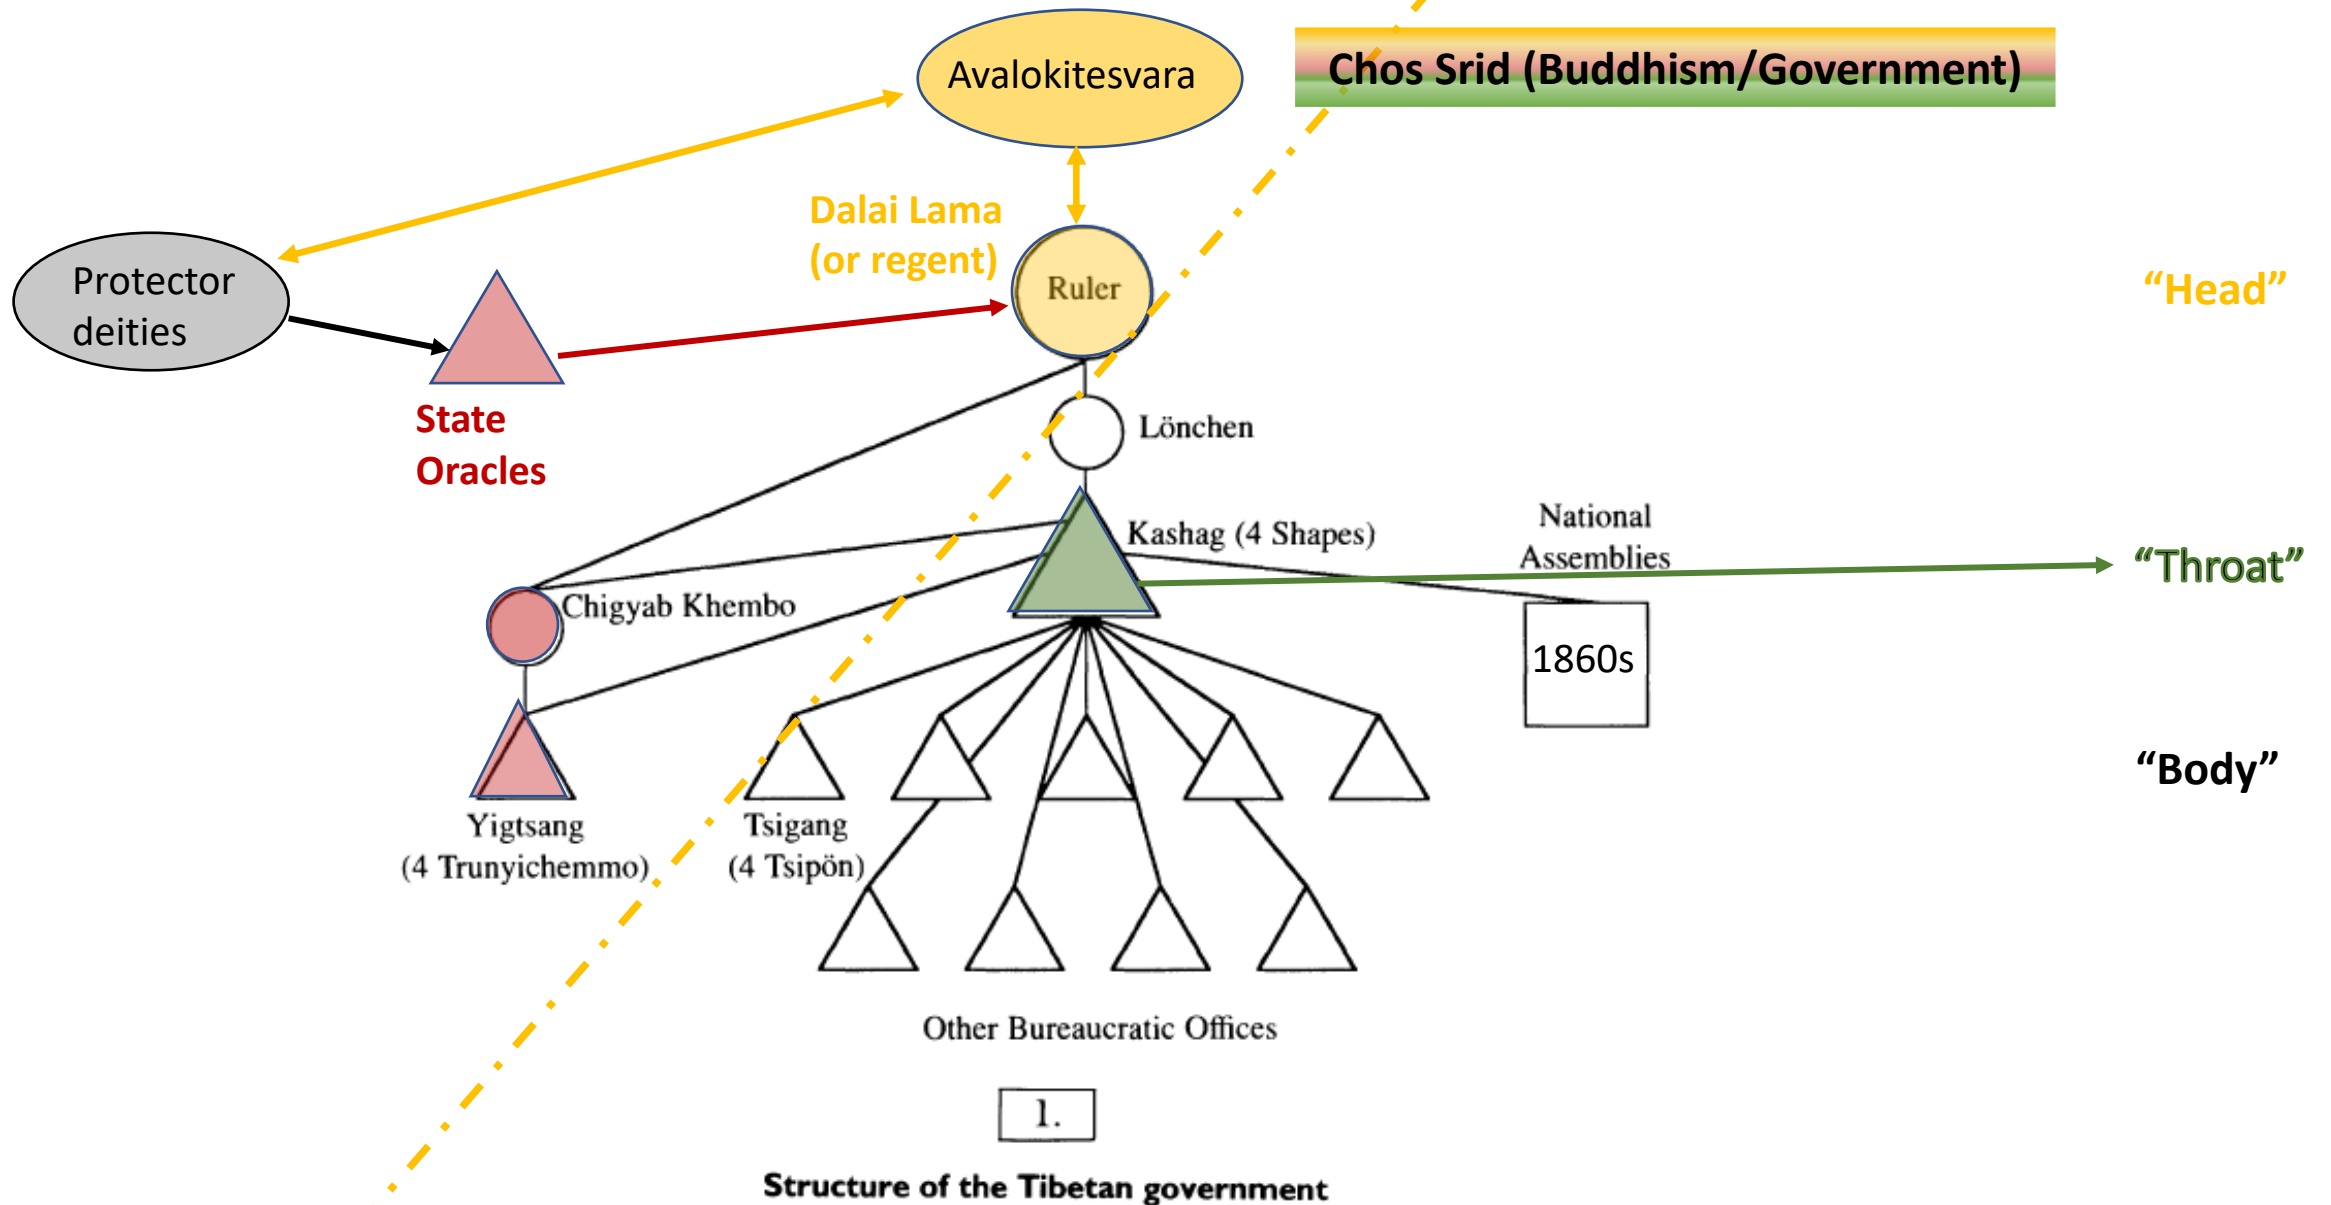 Avalokitesvara
Chos Srid (Buddhism/Government)
Dalai Lama
(or regent)
Protector
deities
Ruler
“Head”
State
Oracles
Lönchen
National
Assemblies
Kashag (4 Shapes)
“Throat”
Chigyab Khembo
1860s
“Body”
Yigtsang
(4 Trunyichemmo)
Tsigang
(4 Tsipön)
Other Bureaucratic Offices
1.
Structure of the Tibetan government